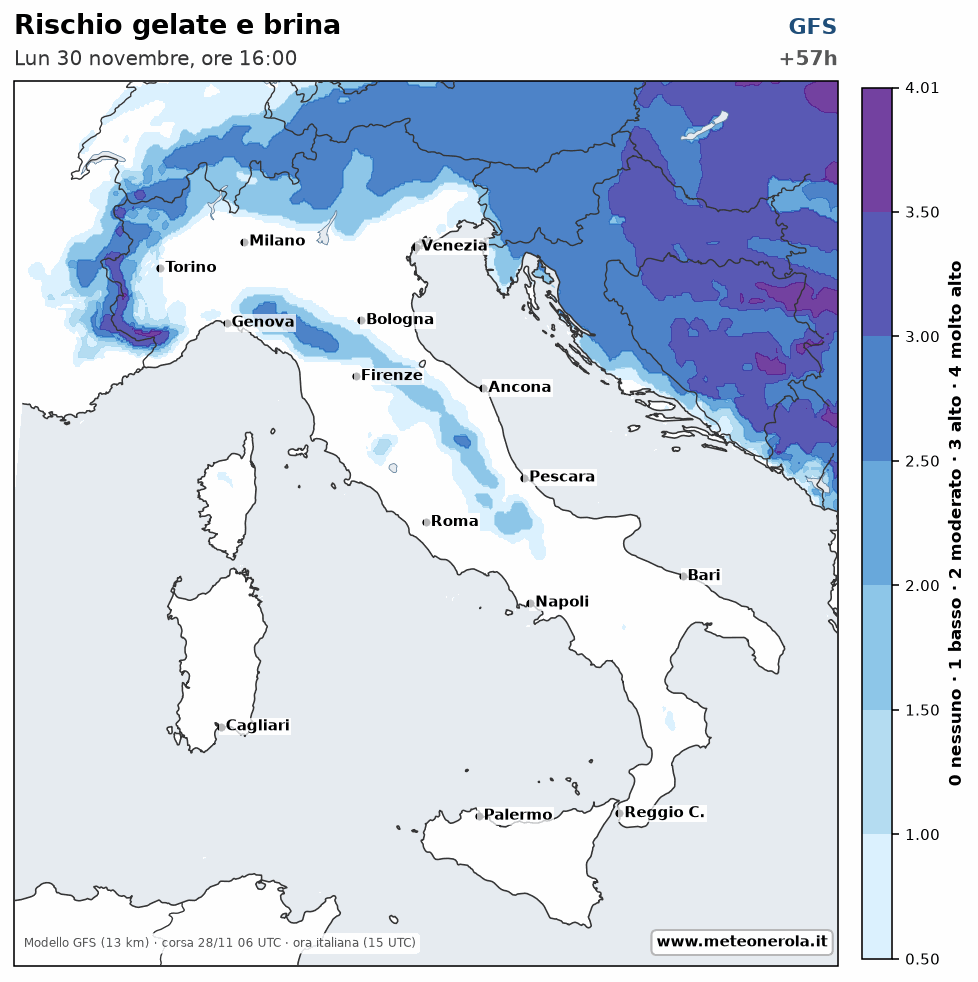 Rischio gelate e brina
GFS
Lun 30 novembre, ore 16:00
+57h
4.01
3.50
3.00
2.50
2.00
1.50
1.00
0.50
0 nessuno · 1 basso · 2 moderato · 3 alto · 4 molto alto
Milano
Venezia
Torino
Genova
Bologna
Firenze
Ancona
Pescara
Roma
Bari
Napoli
Cagliari
Palermo
Reggio C.
Modello GFS (13 km) · corsa 28/11 06 UTC · ora italiana (15 UTC)
www.meteonerola.it